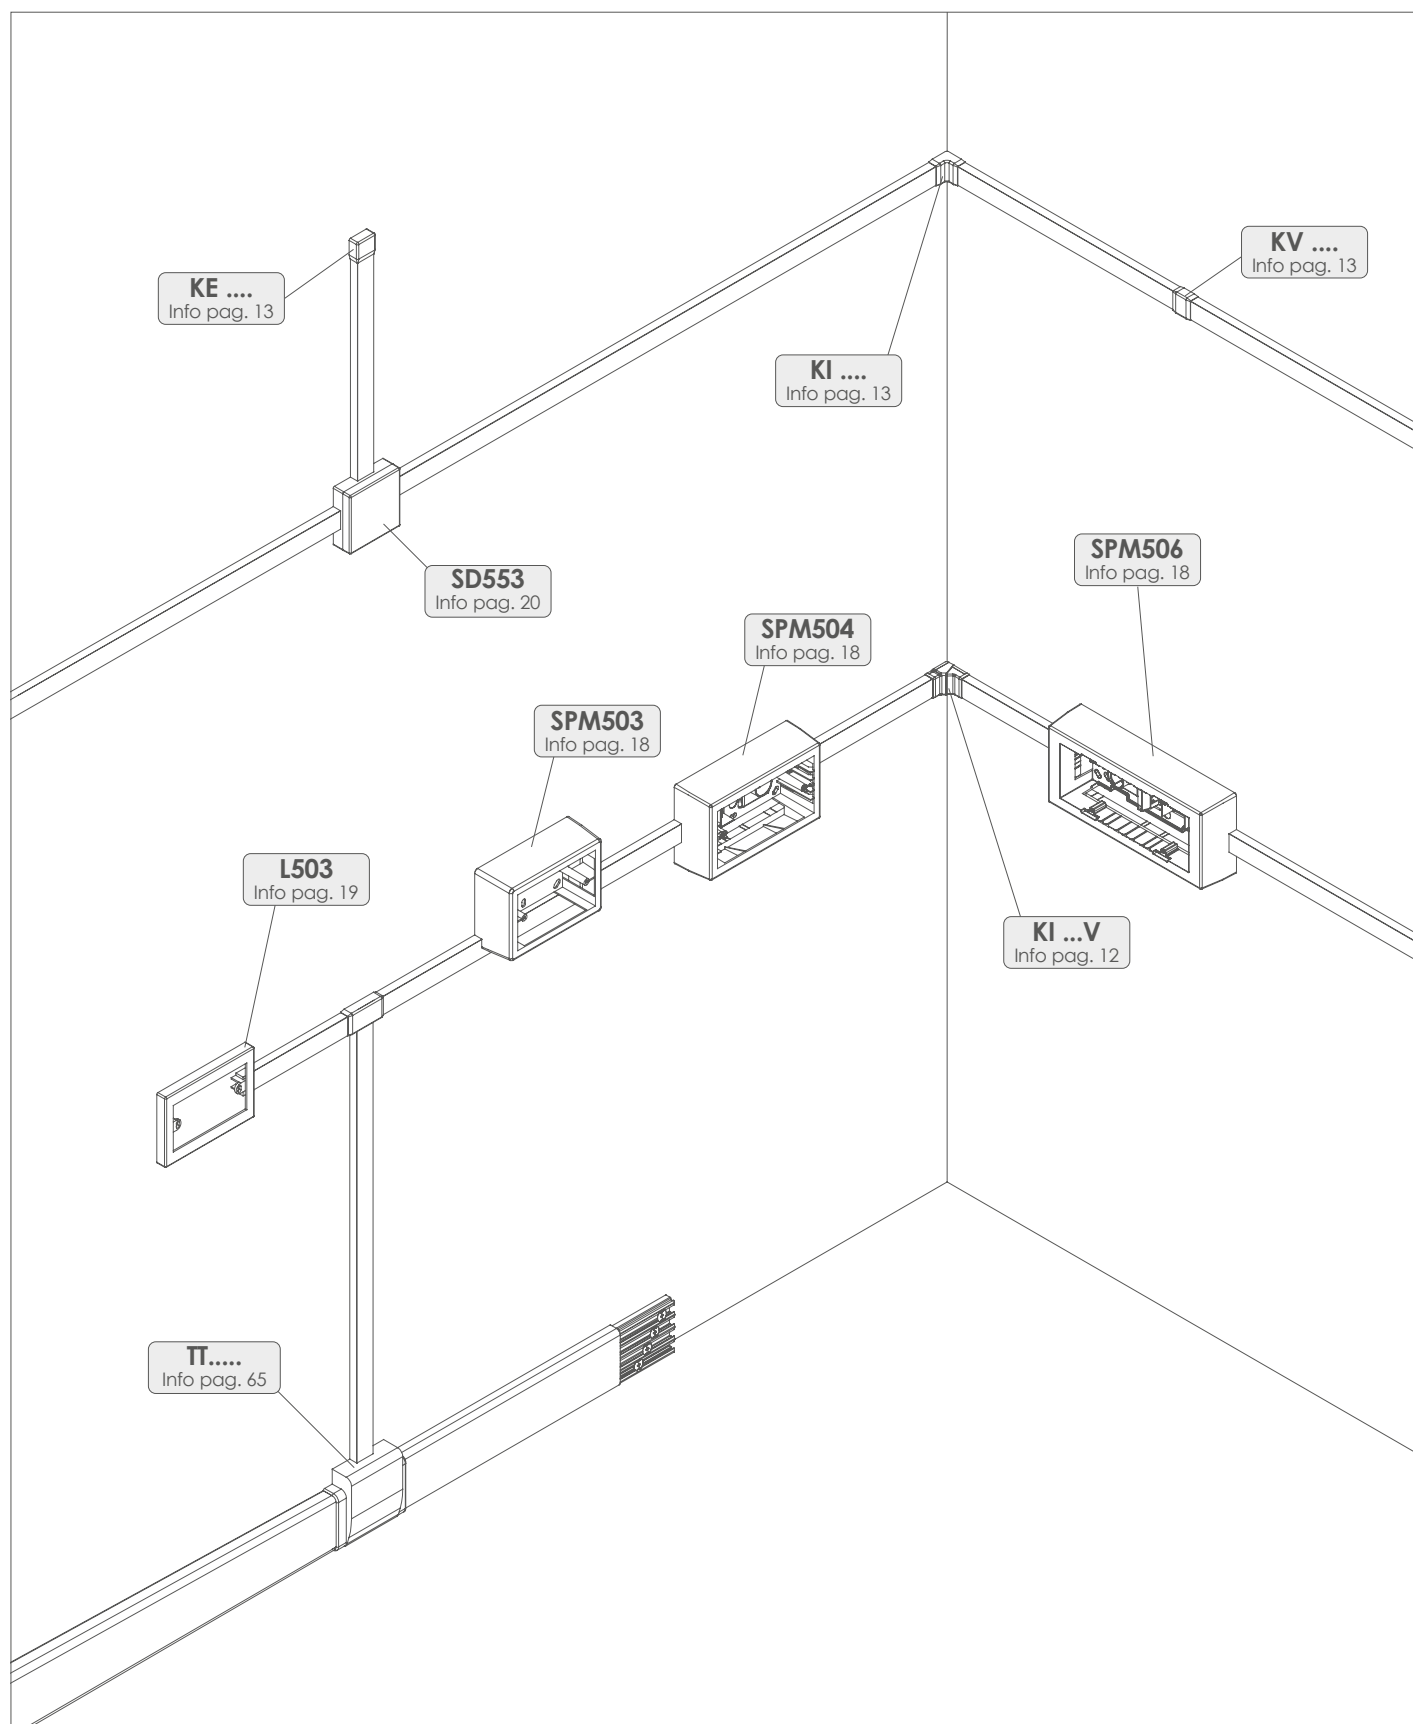 KV ....
Info pag. 13
KE ....
Info pag. 13
KI ....
Info pag. 13
SPM506
Info pag. 18
SD553
Info pag. 20
SPM504
Info pag. 18
SPM503
Info pag. 18
L503
Info pag. 19
KI ...V
Info pag. 12
TT.....
Info pag. 65